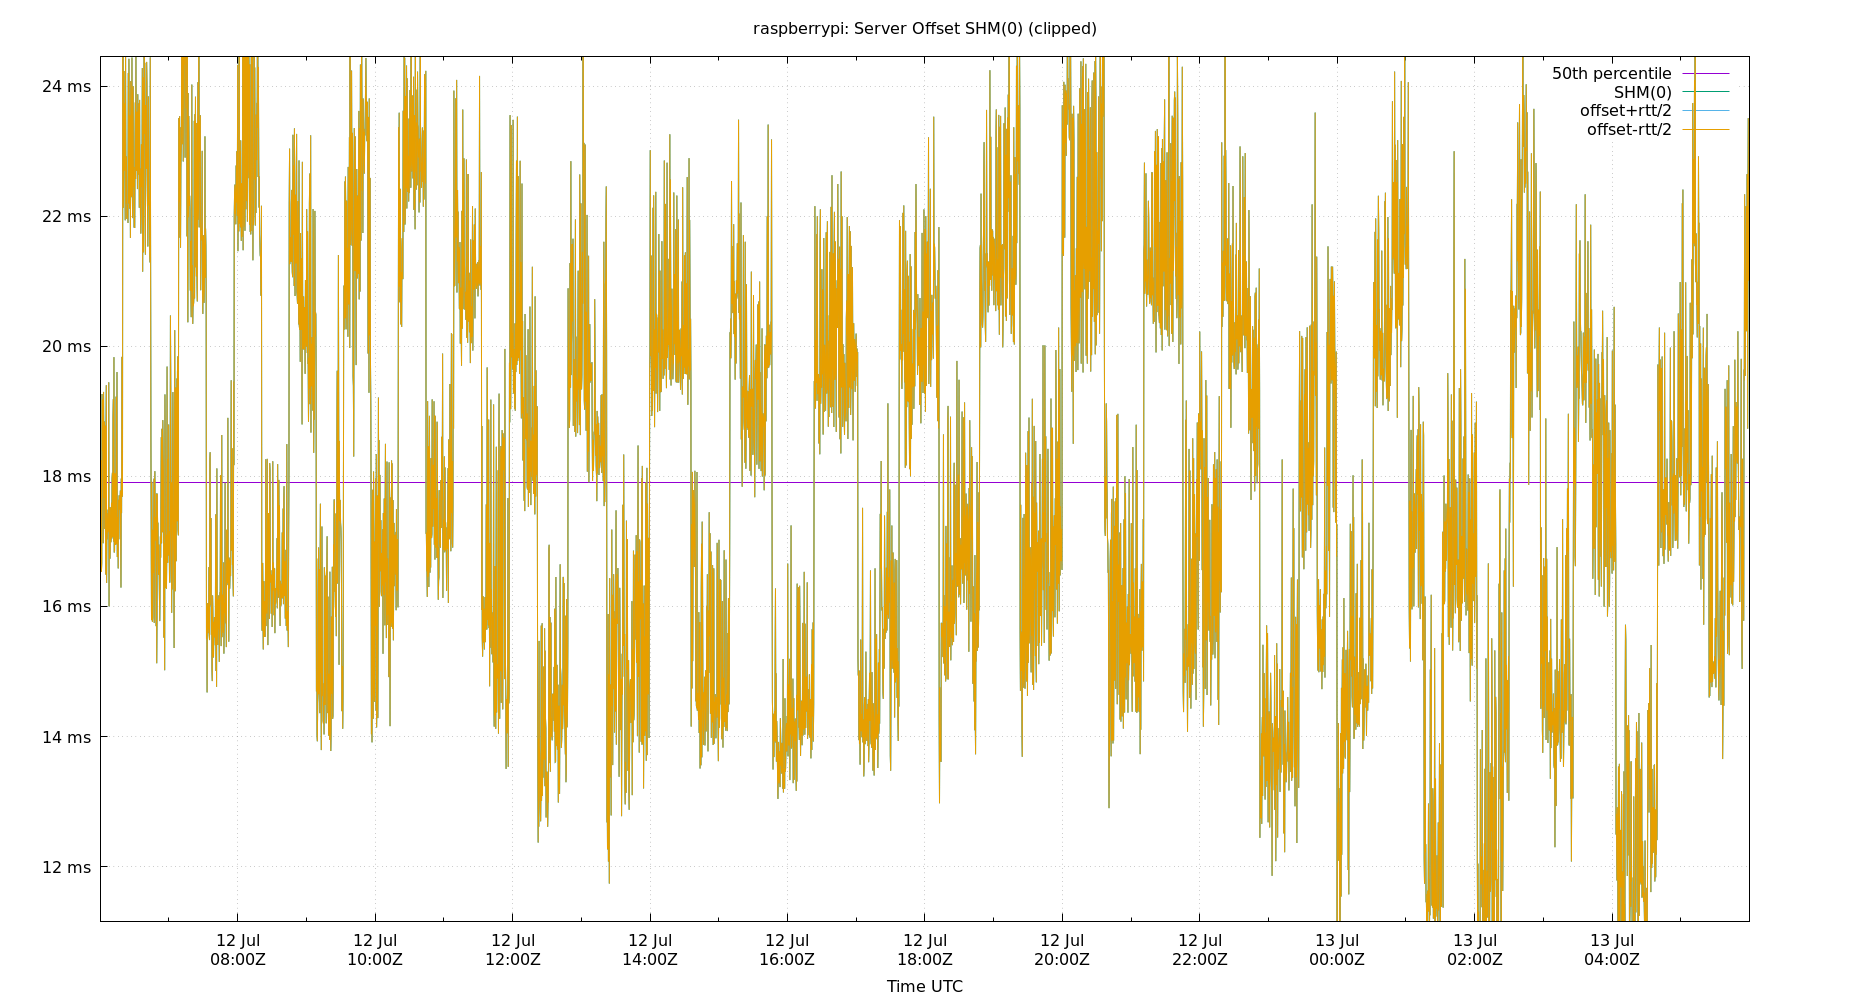 raspberrypi: Server Offset SHM(0) (clipped)
50th percentile
SHM(0)
offset+rtt/2
offset-rtt/2
24 ms
22 ms
20 ms
18 ms
16 ms
14 ms
12 ms
12 Jul 12 Jul 12 Jul 12 Jul 12 Jul 12 Jul 12 Jul 12 Jul 13 Jul 13 Jul 13 Jul
08:00Z 10:00Z 12:00Z 14:00Z 16:00Z 18:00Z 20:00Z 22:00Z 00:00Z 02:00Z 04:00Z
Time UTC